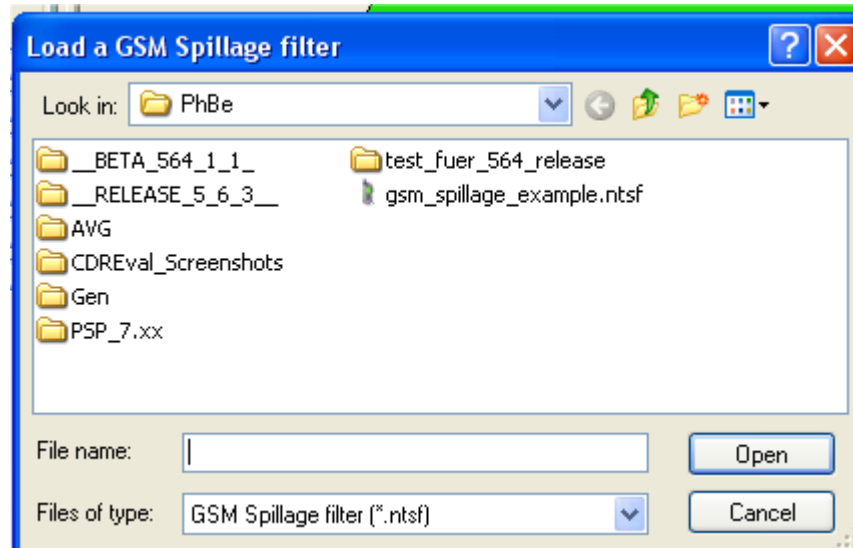 Load a GSM Spillage filter
Look in: PhBe
__BETA_564_1_1_
__RELEASE_5_6_3__
AVG
CDREval_Screenshots
Gen
PSP_7.xx
test_fuer_564_release
gsm_spillage_example.ntsf
File name:
Open
Files of type: GSM Spillage filter (*.ntsf)
Cancel